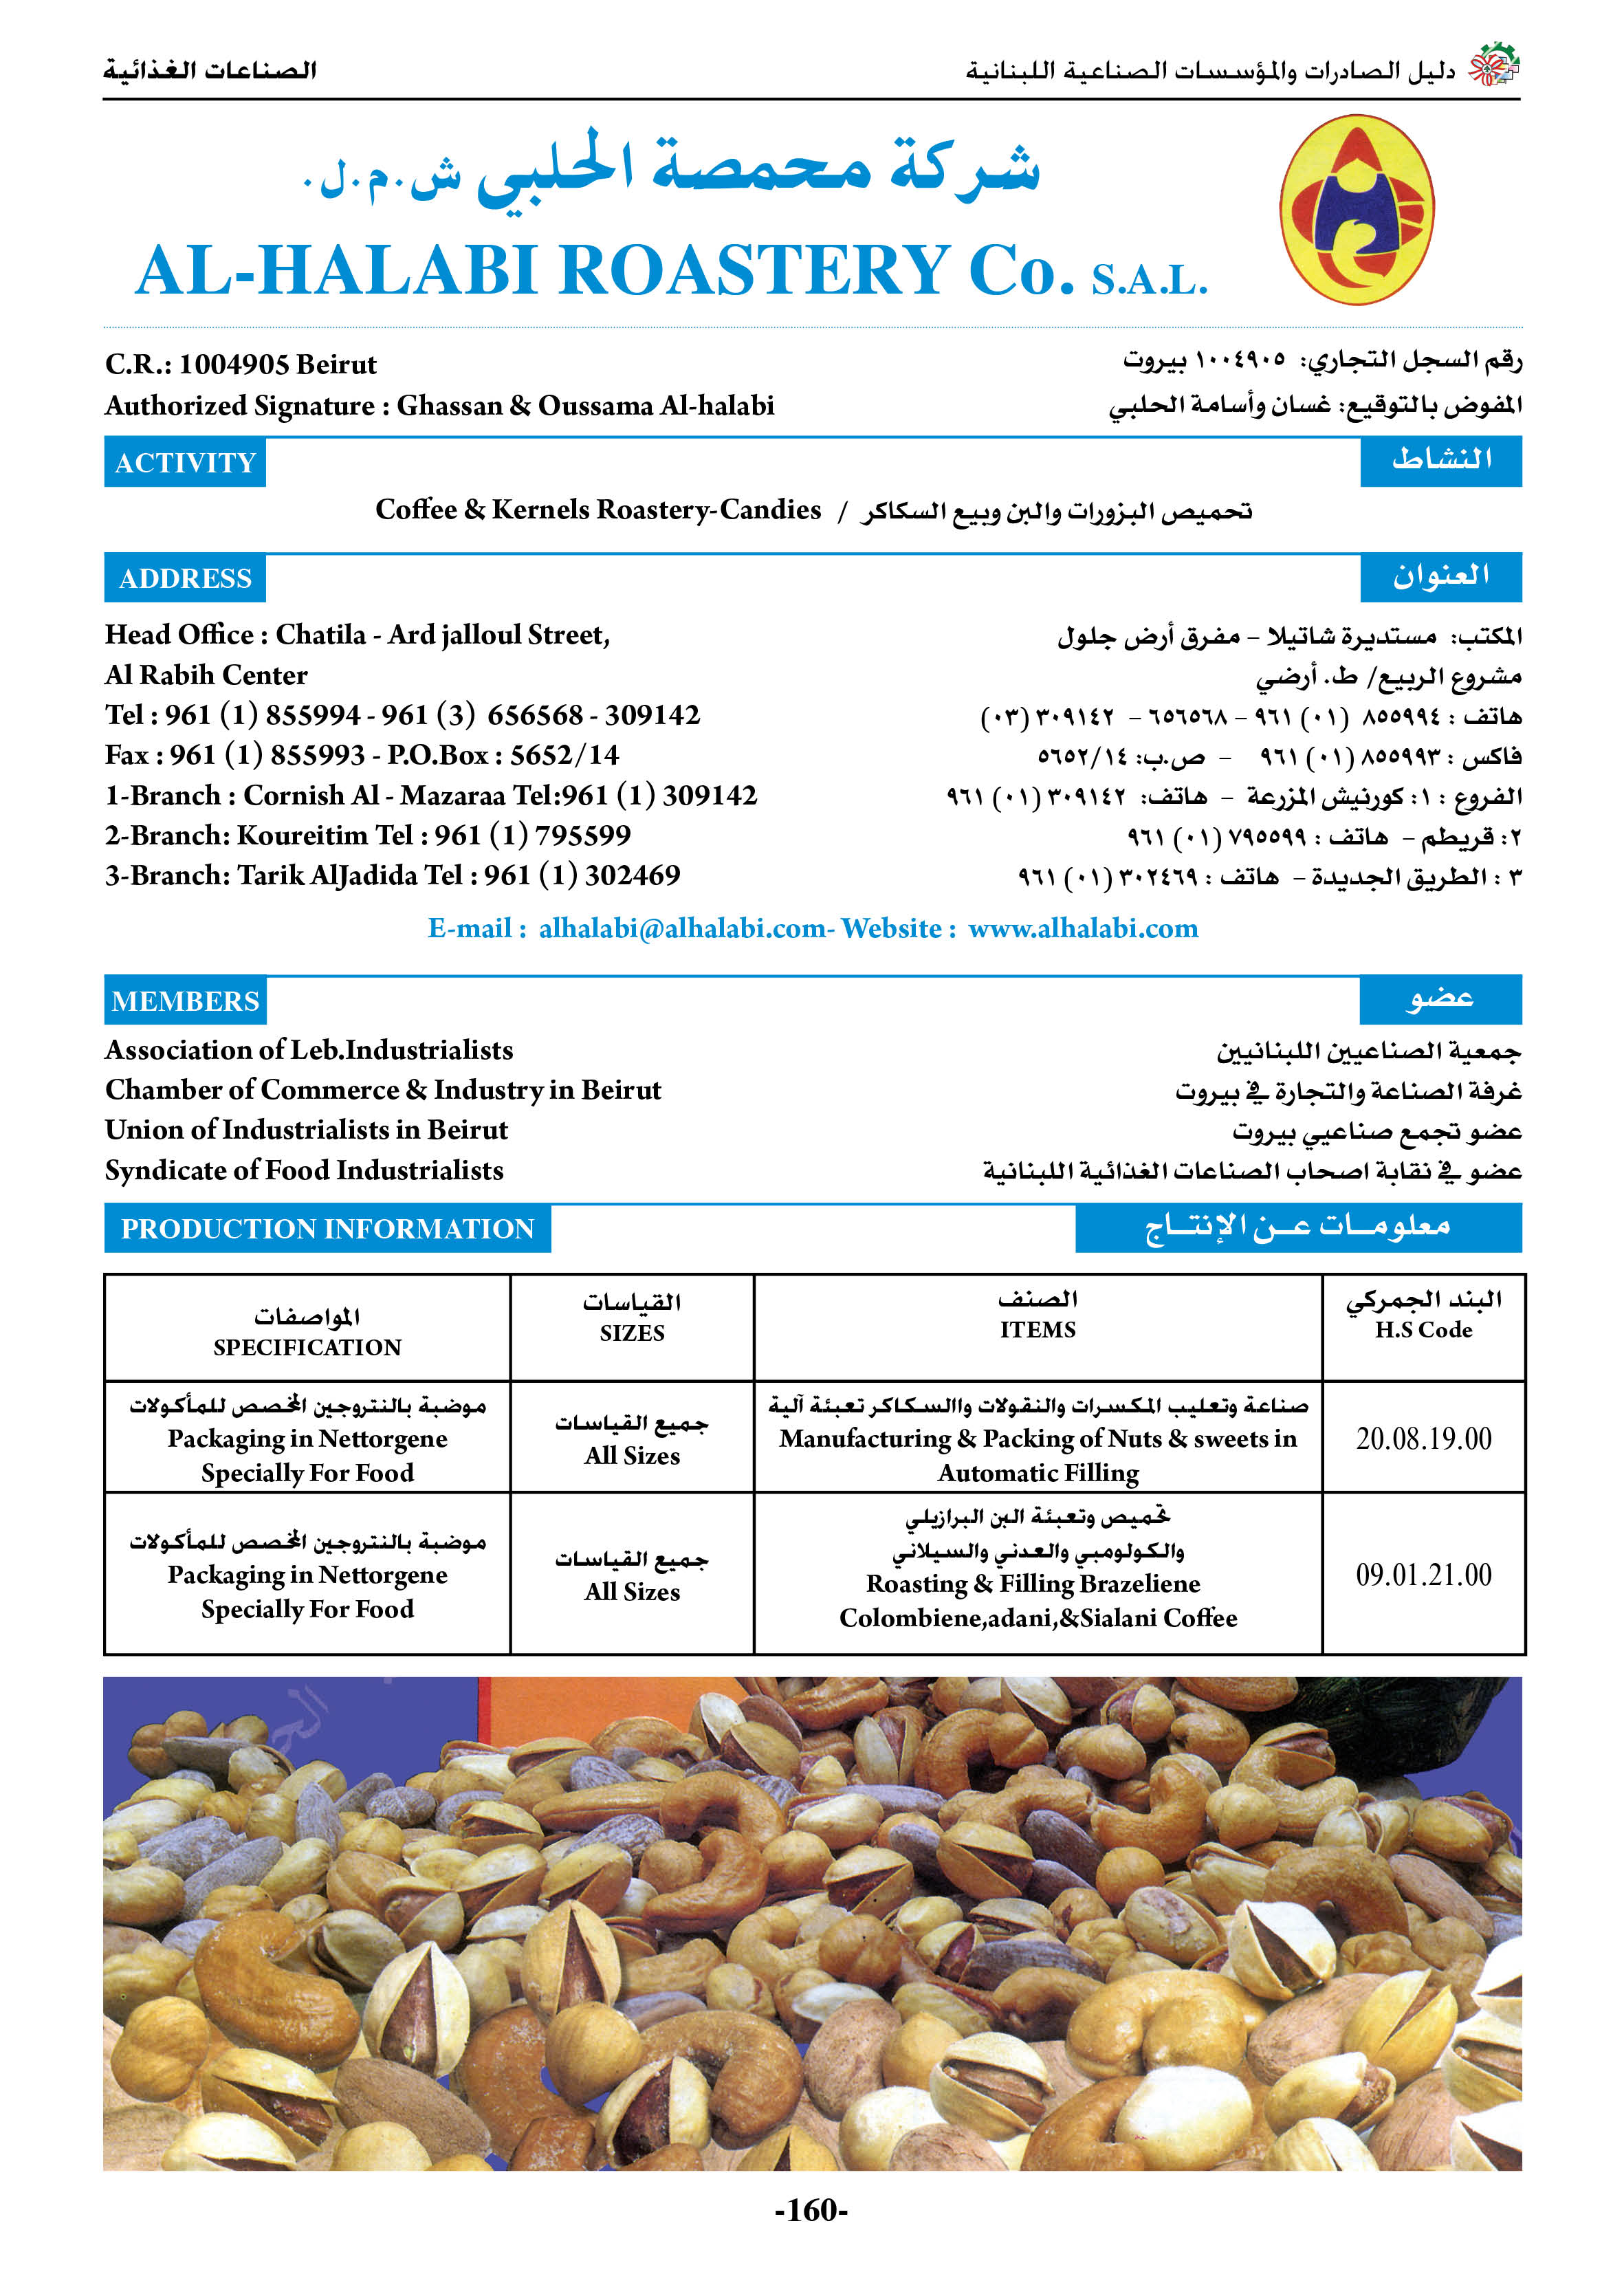 دليل الصادرات والمؤسسات الصناعية اللبنانية
الصناعات الغذائية
شركة محمصة الحلبي ش.م.ل.
AL-HALABI ROASTERY Co. S.A.L.
C.R.: 1004905 Beirut
رقم السجل التجاري: ١٠٠٤٩٠٥ بيروت
Authorized Signature : Ghassan & Oussama Al-halabi
المفوض بالتوقيع: غسان وأسامة الحلبي
ACTIVITY
النشاط
Coffee & Kernels Roastery-Candies / تحميص البزورات والبن وبيع السكاكر
ADDRESS
العنوان
Head Office : Chatila - Ard jalloul Street,
Al Rabih Center
Tel : 961 (1) 855994 - 961 (3) 656568 - 309142
Fax : 961 (1) 855993 - P.O.Box : 5652/14
1-Branch : Cornish Al - Mazaraa Tel:961 (1) 309142
2-Branch: Koureitim Tel : 961 (1) 795599
3-Branch: Tarik AlJadida Tel : 961 (1) 302469
المكتب: مستديرة شاتيلا – مفرق أرض جلول
مشروع الربيع/ ط. أرضي
هاتف : ٨٥٥٩٩٤ (٠١) ٩٦١ – ٦٥٦٥٦٨ – ٣٠٩١٤٢ (٠٣)
فاكس : ٨٥٥٩٩٣ (٠١) ٩٦١ – ص.ب: ٥٦٥٢/١٤
الفروع : ١: كورنيش المزرعة – هاتف: ٣٠٩١٤٢ (٠١) ٩٦١
٢: قريطم – هاتف : ٧٩٥٥٩٩ (٠١) ٩٦١
٣ : الطريق الجديدة – هاتف : ٣٠٢٤٦٩ (٠١) ٩٦١
E-mail : alhalabi@alhalabi.com- Website : www.alhalabi.com
MEMBERS
عضو
Association of Leb.Industrialists
Chamber of Commerce & Industry in Beirut
Union of Industrialists in Beirut
Syndicate of Food Industrialists
جمعية الصناعيين اللبنانيين
غرفة الصناعة والتجارة في بيروت
عضو تجمع صناعيي بيروت
عضو في نقابة اصحاب الصناعات الغذائية اللبنانية
PRODUCTION INFORMATION
معلومـات عـن الإنتـاج
المواصفات
SPECIFICATION
القياسات
SIZES
الصنف
ITEMS
البند الجمركي
H.S Code
موضبة بالنتروجين المخصص للمأكولات
Packaging in Nettorgene
Specially For Food
جميع القياسات
All Sizes
صناعة وتعليب المكسرات والنقولات واالسكاكر تعبئة آلية
Manufacturing & Packing of Nuts & sweets in
Automatic Filling
20.08.19.00
موضبة بالنتروجين المخصص للمأكولات
Packaging in Nettorgene
Specially For Food
جميع القياسات
All Sizes
تحميص وتعبئة البن البرازيلي
والكولومبي والعدني والسيلاني
Roasting & Filling Brazeliene
Colombiene,adani,&Sialani Coffee
09.01.21.00
-160-